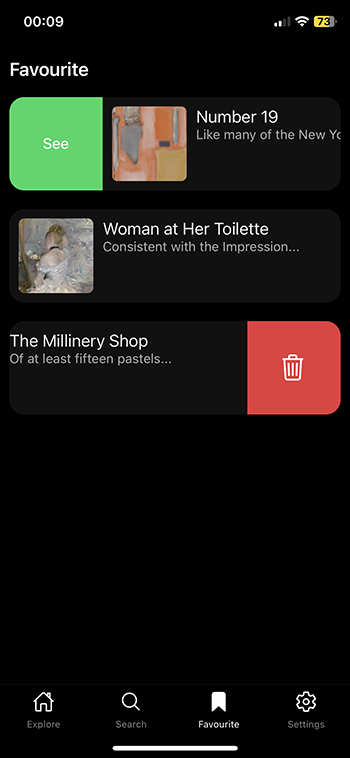 00:09
73
Favourite
See
Number 19
Like many of the New Yo
Woman at Her Toilette
Consistent with the Impression...
The Millinery Shop
Of at least fifteen pastels...
Explore
Search
Favourite
Settings